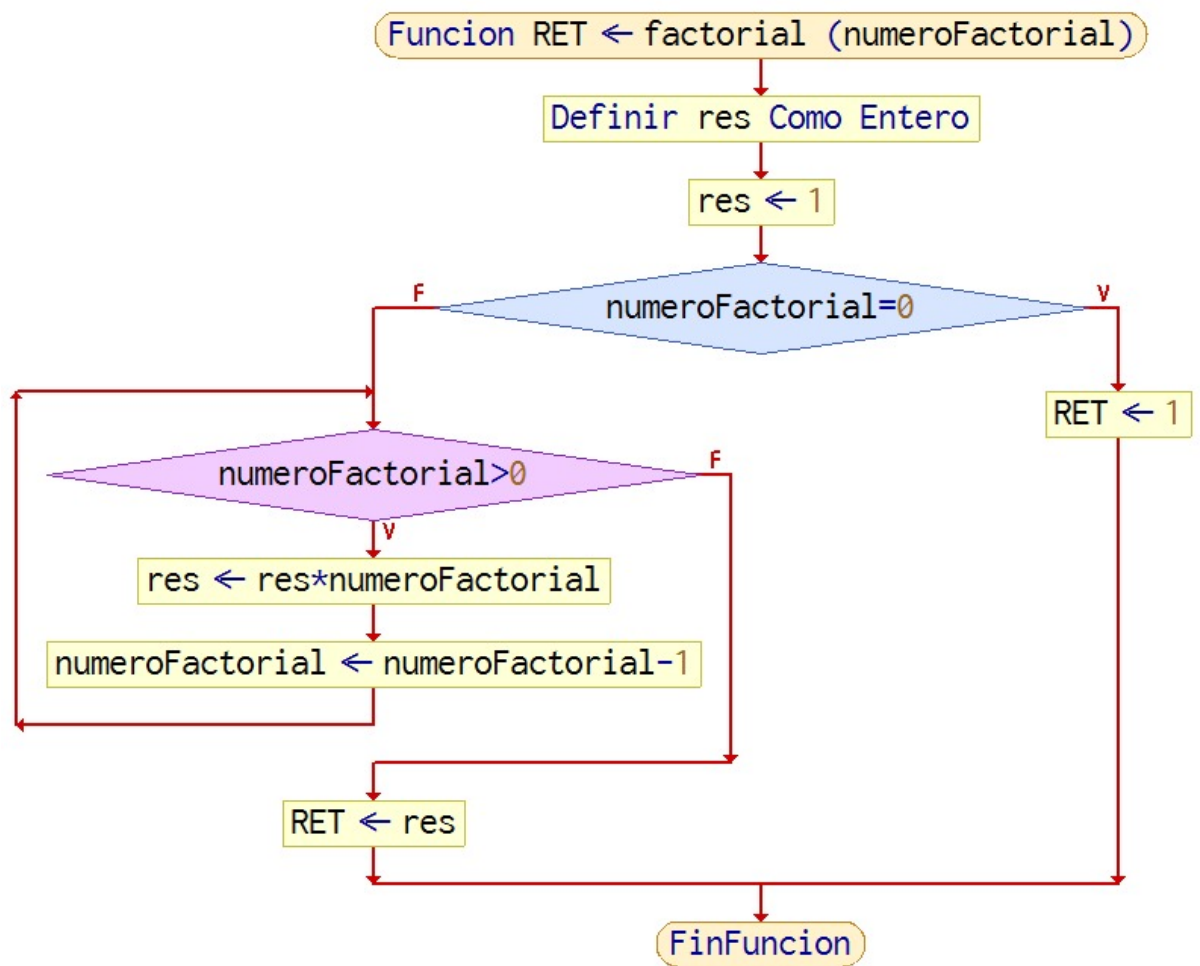 Funcion RET ← factorial (numeroFactorial)
Definir res Como Entero
res ← 1
F
numeroFactorial=0
V
RET ← 1
numeroFactorial>0
F
V
res ← res*numeroFactorial
numeroFactorial ← numeroFactorial-1
RET ← res
FinFuncion